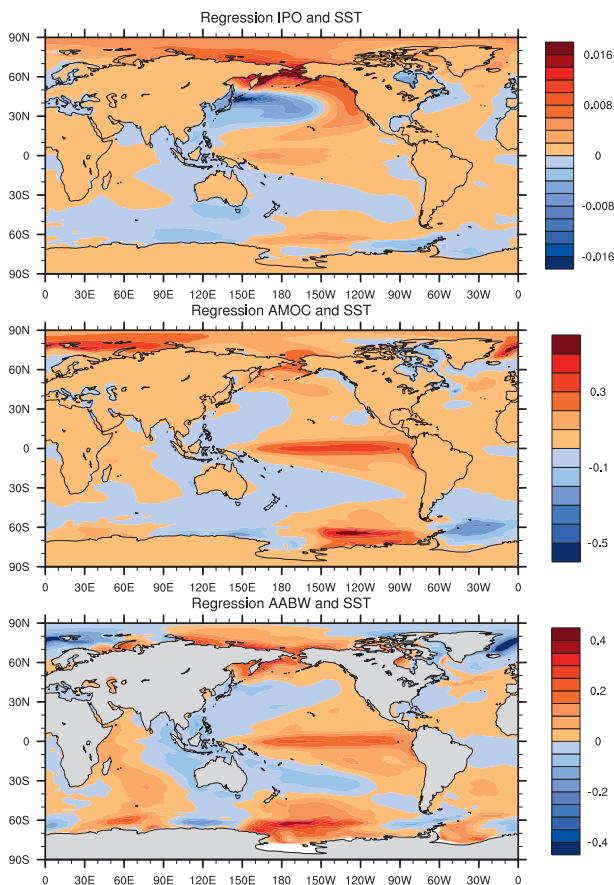 Regression IPO and SST
90N
60N
30N
0
30S
60S
90S
0 30E 60E 90E 120E 150E 180 150W 120W 90W 60W 30W 0
0.016
0.008
0
-0.008
-0.016
Regression AMOC and SST
90N
60N
30N
0
30S
60S
90S
0 30E 60E 90E 120E 150E 180 150W 120W 90W 60W 30W 0
0.3
-0.1
-0.5
Regression AABW and SST
90N
60N
30N
0
30S
60S
90S
0 30E 60E 90E 120E 150E 180 150W 120W 90W 60W 30W 0
0.4
0.2
0
-0.2
-0.4